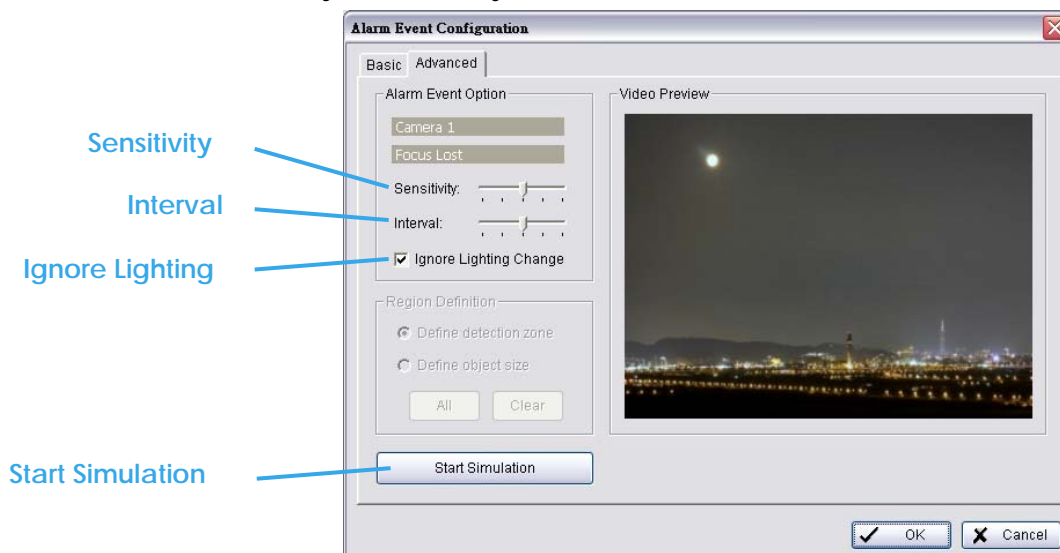 Alarm Event Configuration
Basic
Advanced
Alarm Event Option
Video Preview
Camera 1
Focus Lost
Sensitivity
Sensitivity:
Interval
Interval:
Ignore Lighting
Ignore Lighting Change
Region Definition
Define detection zone
Define object size
All
Clear
Start Simulation
Start Simulation
OK
Cancel